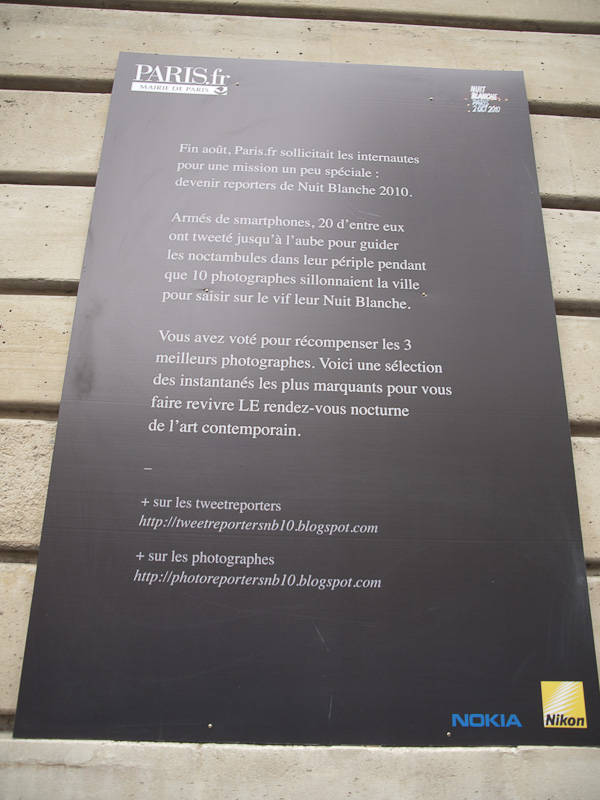 PARIS.fr
MAIRIE DE PARIS
NUIT
BLANCHE
PARIS
2 OCT 2010
Fin août, Paris.fr sollicitait les internautes
pour une mission un peu spéciale :
devenir reporters de Nuit Blanche 2010.
Armés de smartphones, 20 d'entre eux
ont tweeté jusqu'à l'aube pour guider
les noctambules dans leur périple pendant
que 10 photographes sillonnaient la ville
pour saisir sur le vif leur Nuit Blanche.
Vous avez voté pour récompenser les 3
meilleurs photographes. Voici une sélection
des instantanés les plus marquants pour vous
faire revivre LE rendez-vous nocturne
de l'art contemporain.
–
+ sur les tweetreporters
http://tweetreportersnb10.blogspot.com
+ sur les photographes
http://photoreportersnb10.blogspot.com
NOKIA
Nikon